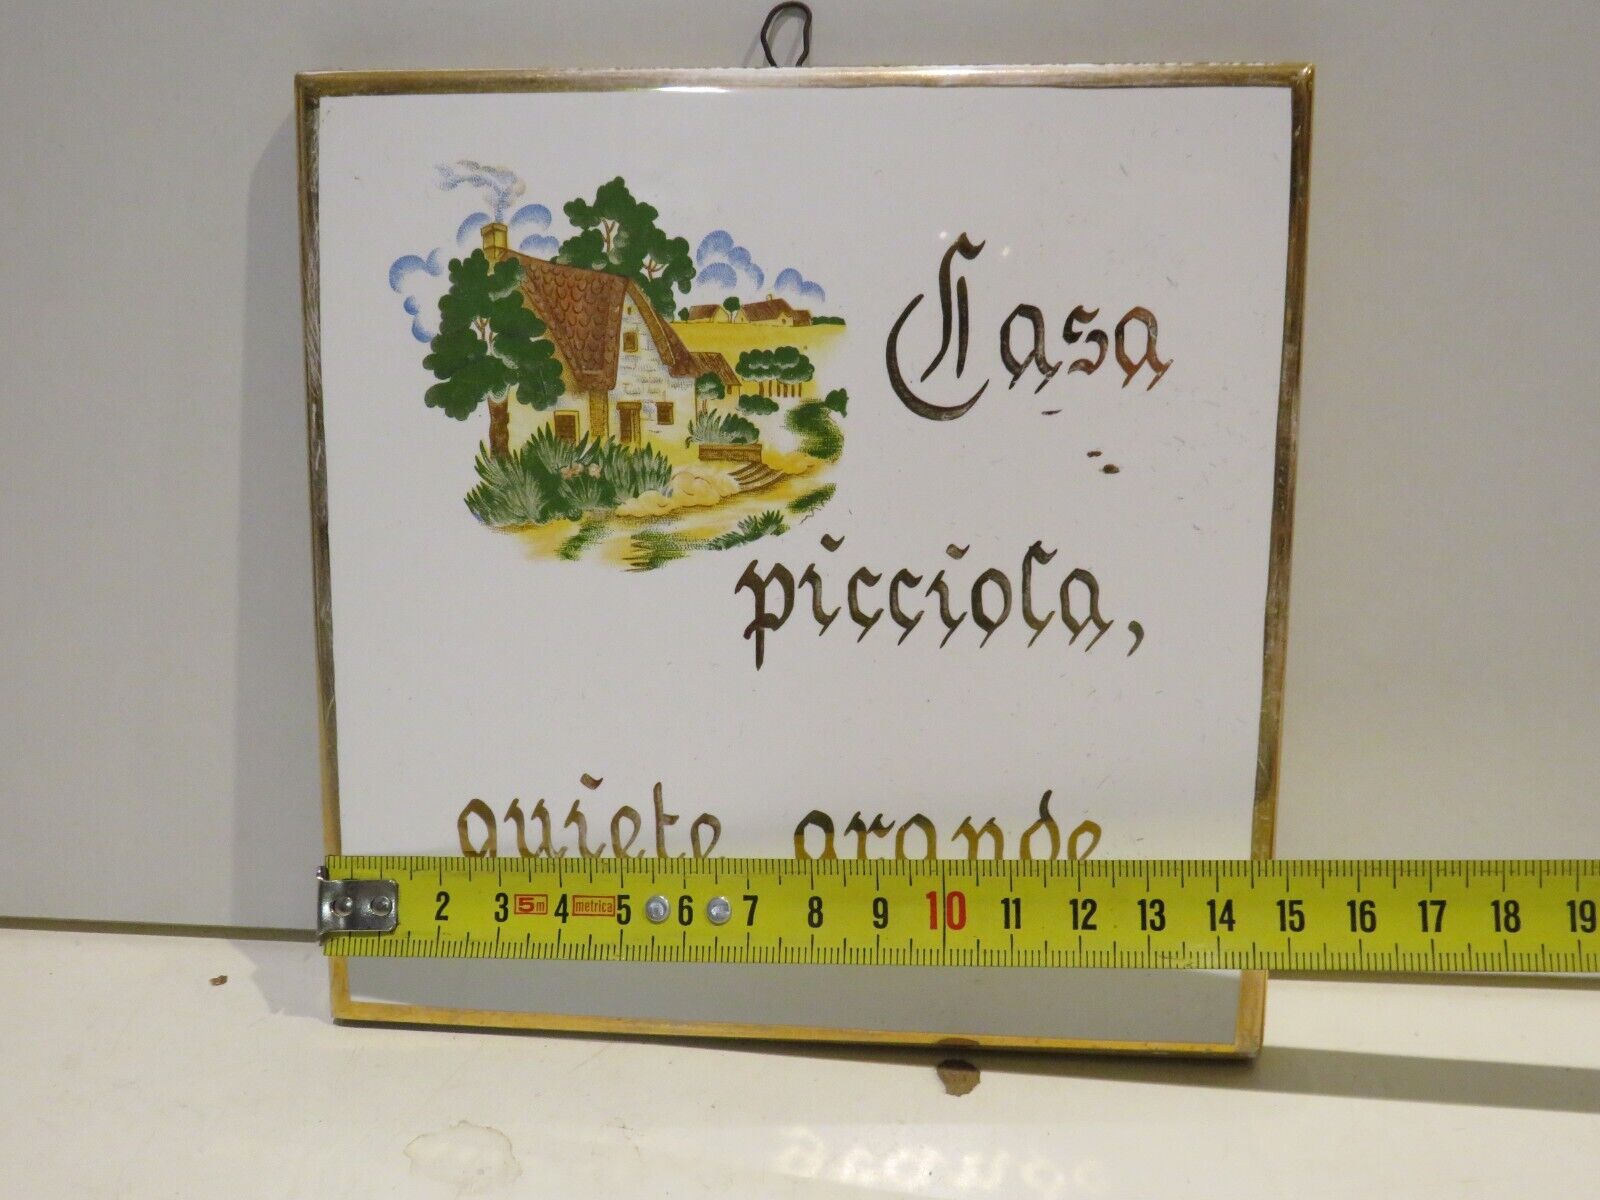 Casa
picciola,
quiete grande
2 3 5m 4 metrica 5 6 7 8 9 10 11 12 13 14 15 16 17 18 19